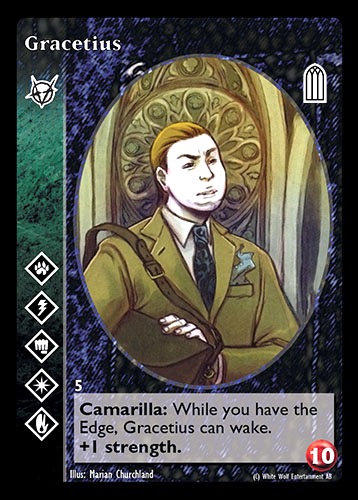 Gracetius
5
Camarilla: While you have the
Edge, Gracetius can wake.
+1 strength.
10
Illus: Marian Churchland
(C) White Wolf Entertainment AB